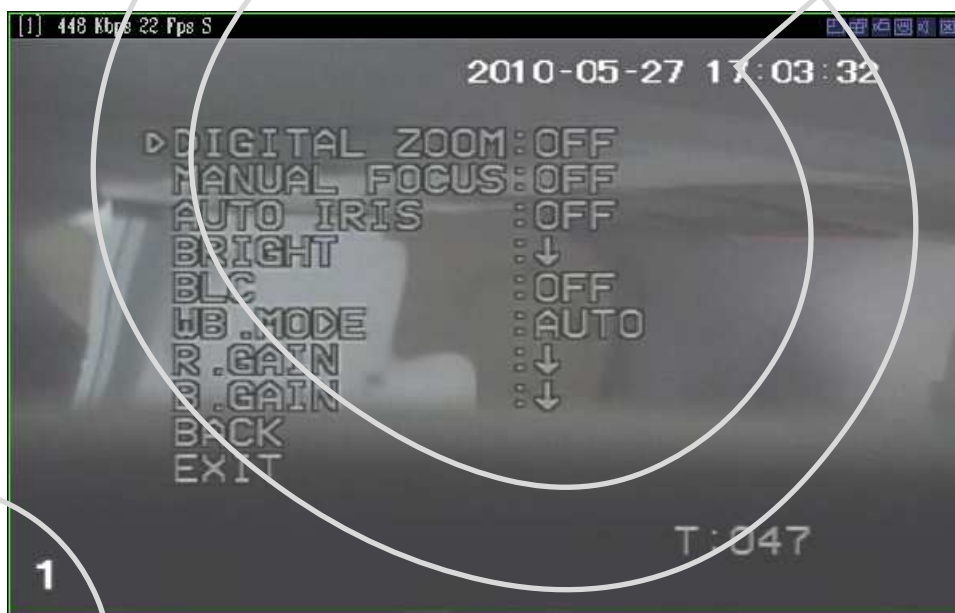 [1] 448 Kbps 22 Fps S
2010-05-27 17:03:32
DIGITAL ZOOM:OFF
MANUAL FOCUS:OFF
AUTO IRIS :OFF
BRIGHT :↓
BLC :OFF
WB.MODE :AUTO
R.GAIN :↓
B.GAIN :↓
BACK
EXIT
T:047
1